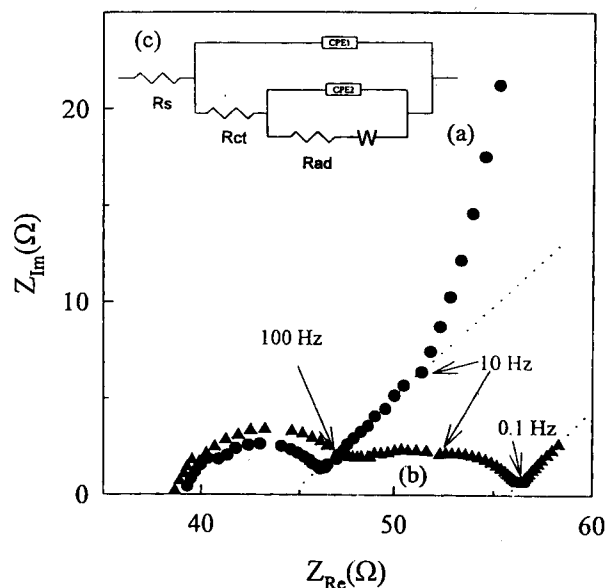 (c)
CPE1
Rs
CPE2
Rct
Rad
W
(a)
20
10
0
Z_Im(Ω)
100 Hz
10 Hz
0.1 Hz
(b)
40
50
60
Z_Re(Ω)